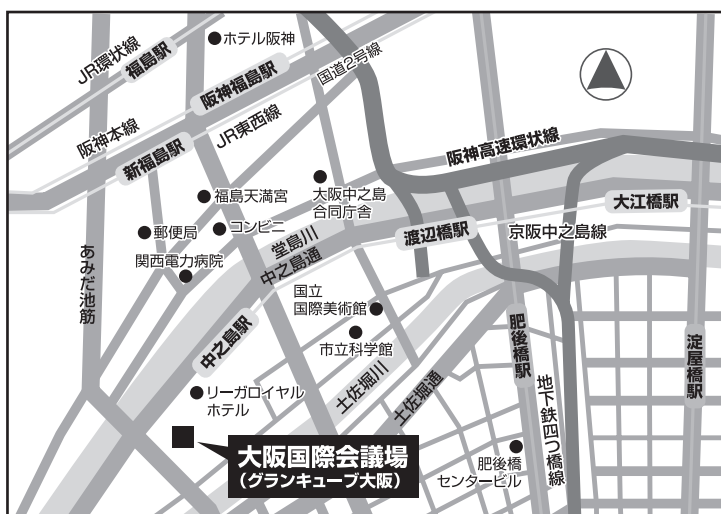 ホテル阪神
JR環状線
福島駅
阪神福島駅
国道2号線
阪神本線
JR東西線
新福島駅
阪神高速環状線
福島天満宮
大阪中之島
合同庁舎
大江橋駅
郵便局
コンビニ
堂島川
渡辺橋駅
京阪中之島線
関西電力病院
中之島通
あみだ池筋
国立
国際美術館
中之島駅
市立科学館
肥後橋駅
淀屋橋駅
土佐堀川
土佐堀通
リーガロイヤル
ホテル
地下鉄四つ橋線
大阪国際会議場
(グランキューブ大阪)
肥後橋
センタービル